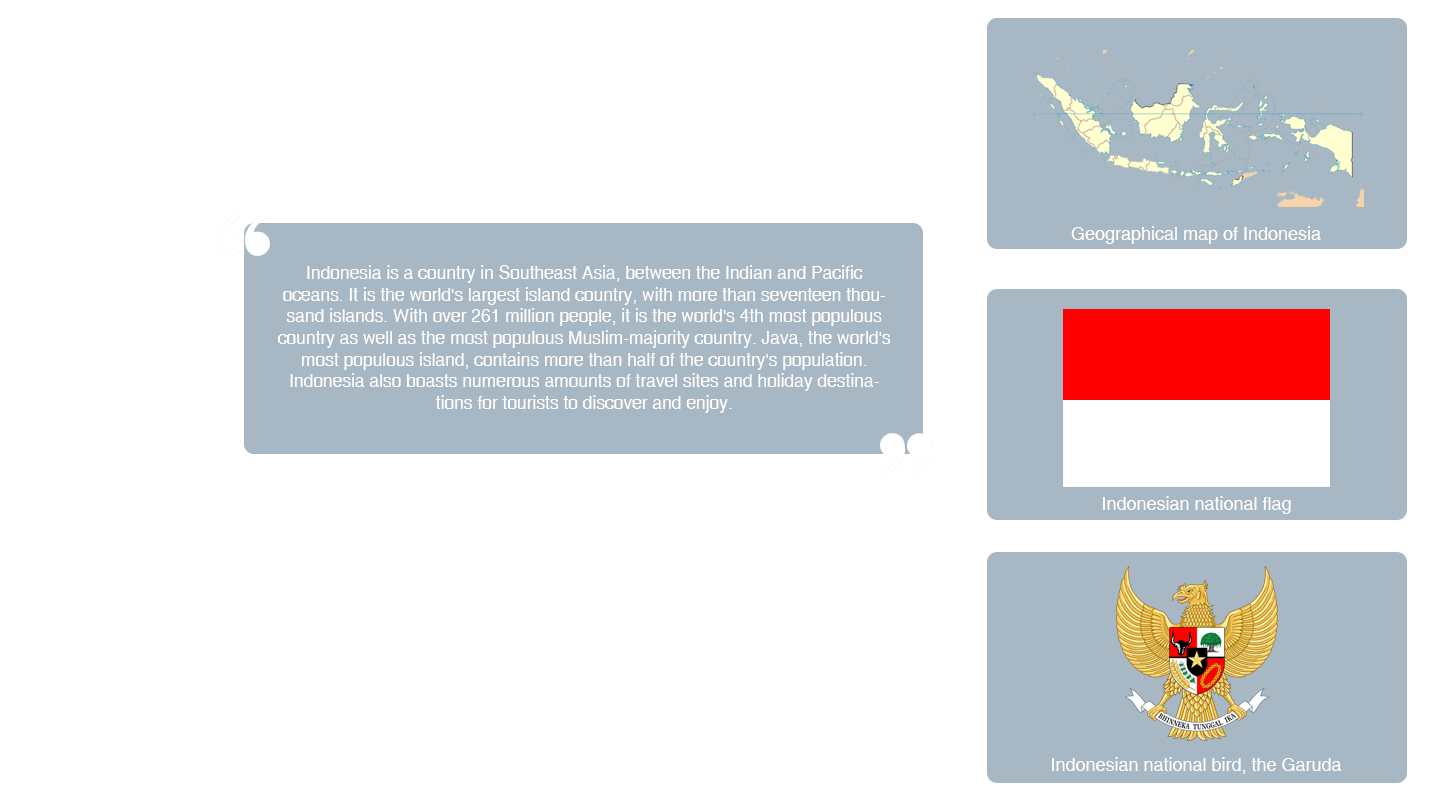 “
Indonesia is a country in Southeast Asia, between the Indian and Pacific
oceans. It is the world's largest island country, with more than seventeen thou-
sand islands. With over 261 million people, it is the world's 4th most populous
country as well as the most populous Muslim-majority country. Java, the world's
most populous island, contains more than half of the country's population.
Indonesia also boasts numerous amounts of travel sites and holiday destina-
tions for tourists to discover and enjoy.
”
Geographical map of Indonesia
Indonesian national flag
BHINNEKA TUNGGAL IKA
Indonesian national bird, the Garuda